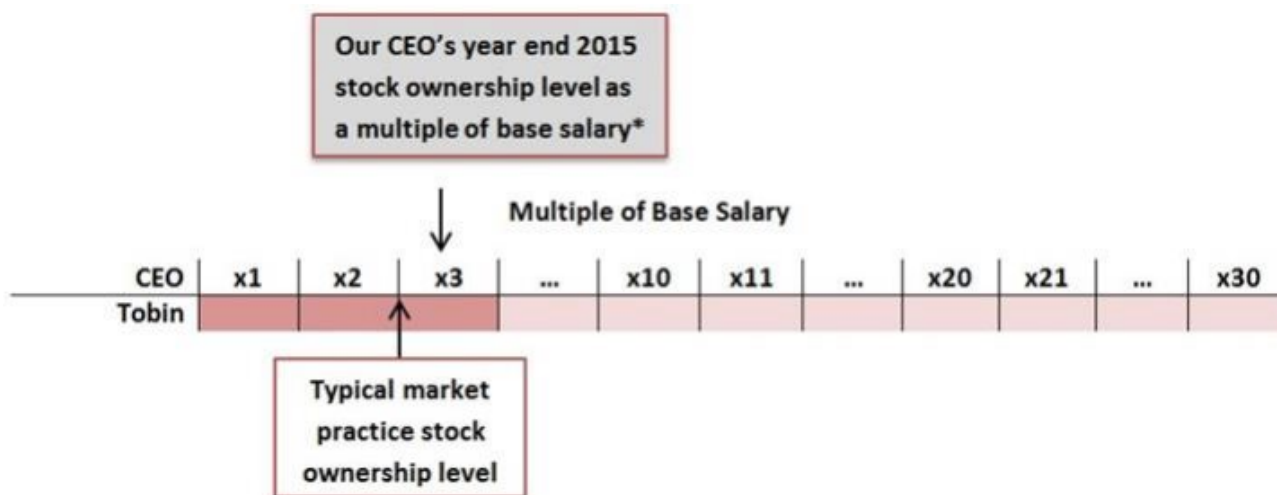 Our CEO’s year end 2015
stock ownership level as
a multiple of base salary*
Multiple of Base Salary
CEO x1 x2 x3 ... x10 x11 ... x20 x21 ... x30
Tobin
Typical market
practice stock
ownership level